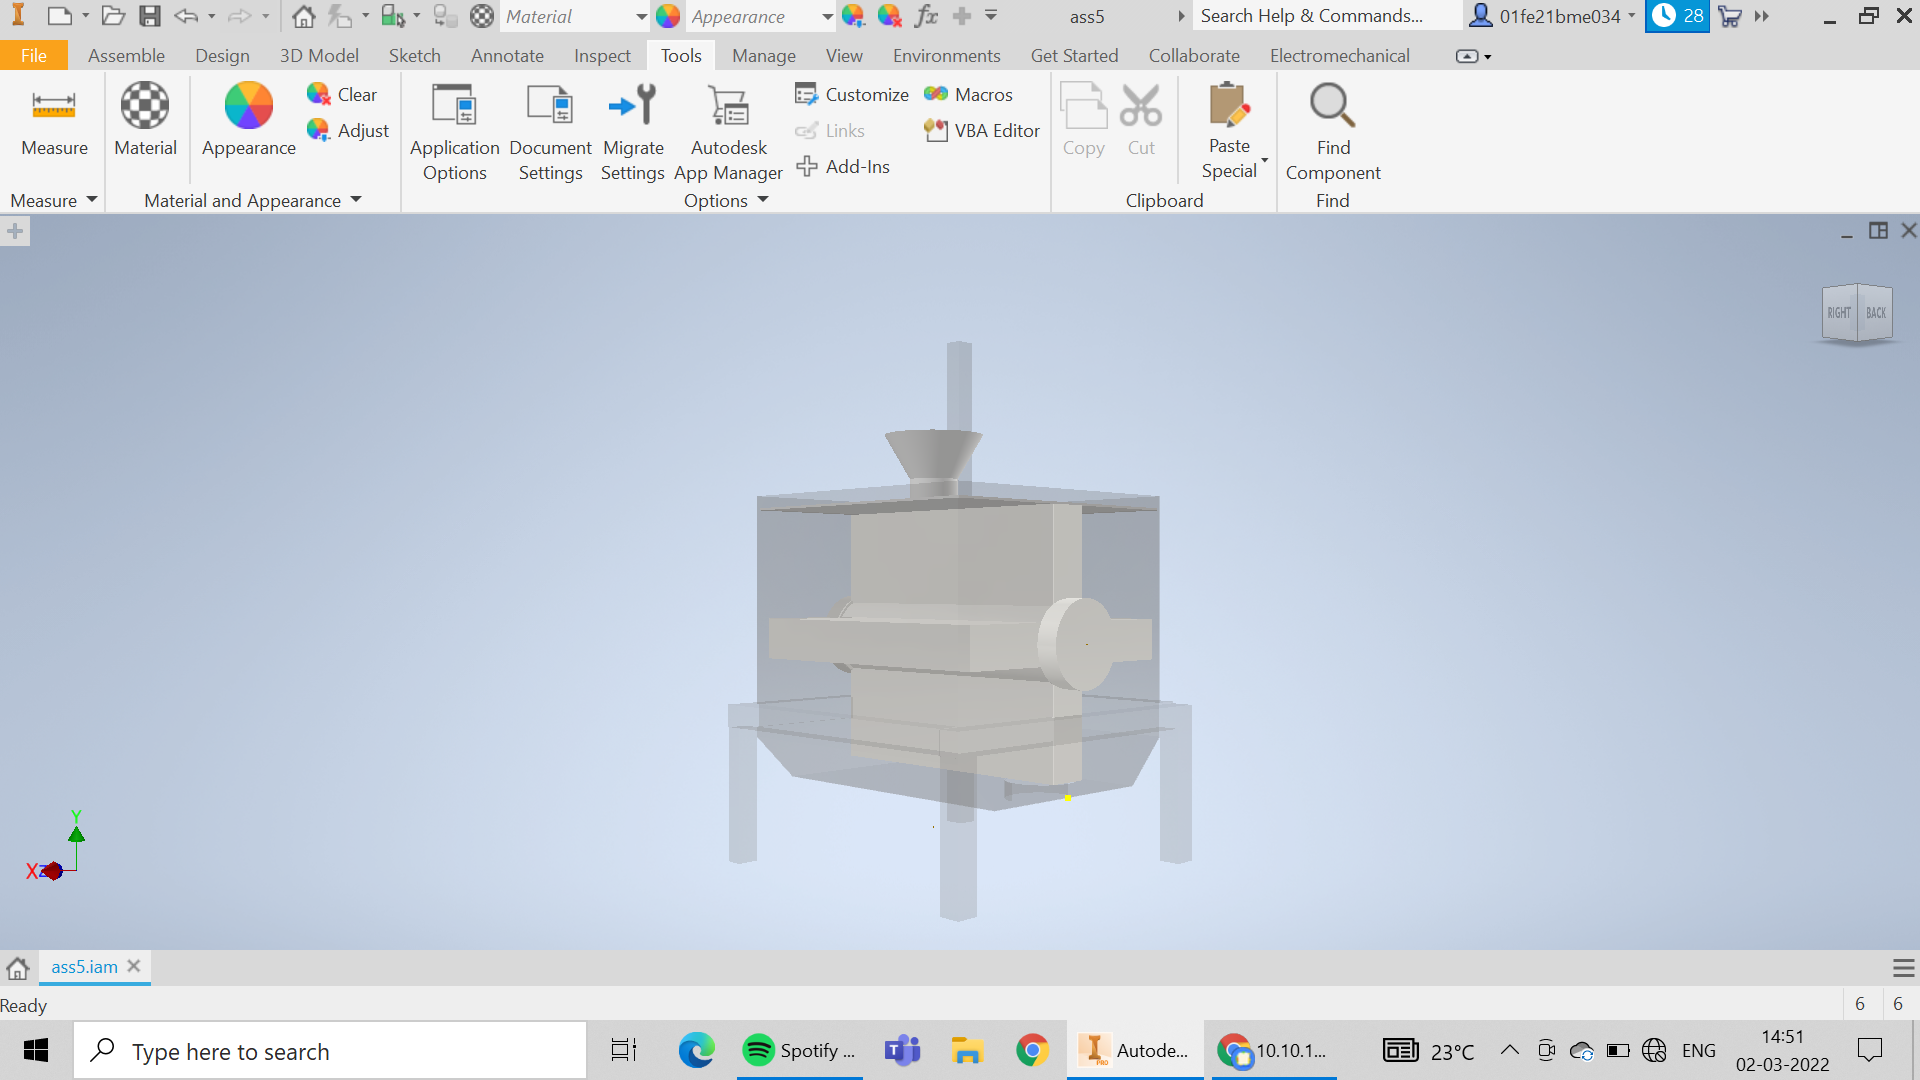 Material
Appearance
fx
ass5
Search Help & Commands...
01fe21bme034
28
File
Assemble
Design
3D Model
Sketch
Annotate
Inspect
Tools
Manage
View
Environments
Get Started
Collaborate
Electromechanical
Measure
Material
Appearance
Clear
Adjust
Application
Options
Document
Settings
Migrate
Settings
Autodesk
App Manager
Customize
Links
Add-Ins
Macros
VBA Editor
Copy
Cut
Paste
Special
Find
Component
Measure
Material and Appearance
Options
Clipboard
Find
RIGHT
BACK
Y
X
Z
ass5.iam
Ready
6
6
Type here to search
Spotify ...
Autode...
10.10.1...
23°C
ENG
14:51
02-03-2022